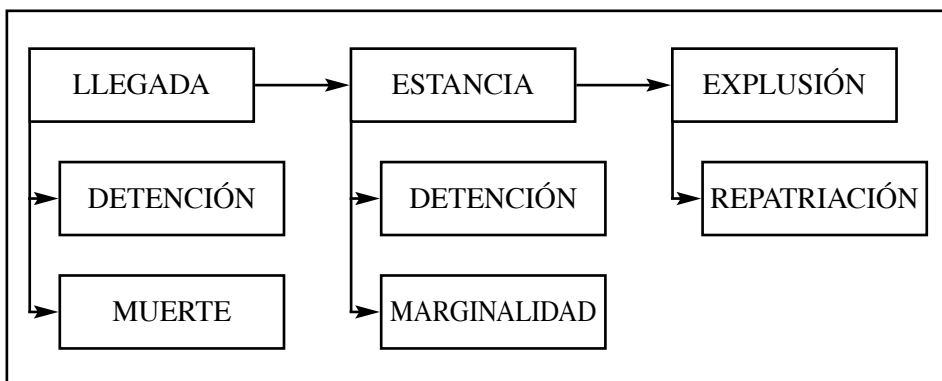 LLEGADA
ESTANCIA
EXPLUSIÓN
DETENCIÓN
DETENCIÓN
REPATRIACIÓN
MUERTE
MARGINALIDAD